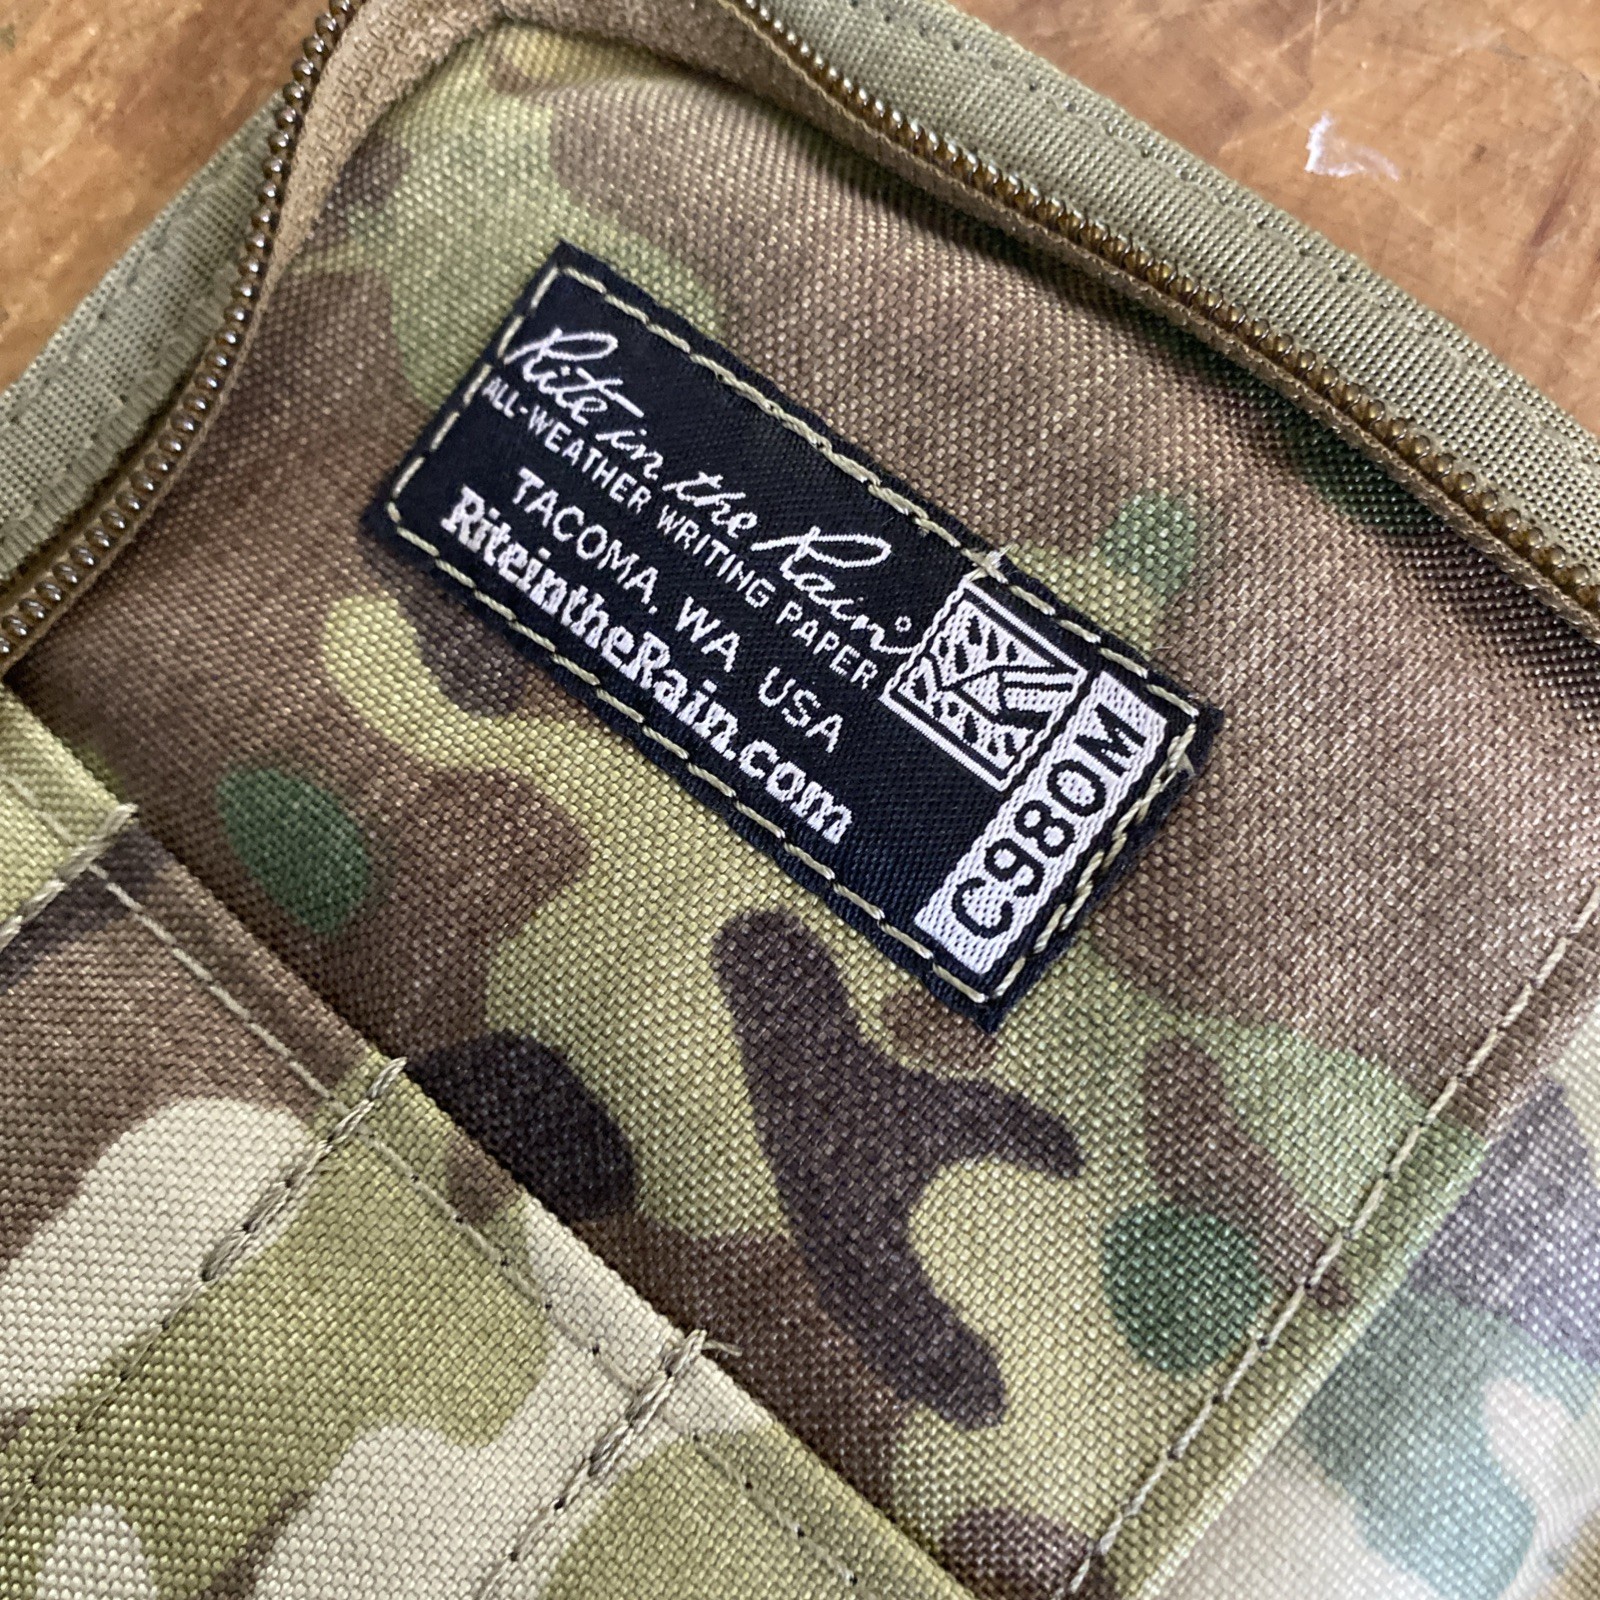 Rite in the Rain®
ALL-WEATHER WRITING PAPER
TACOMA, WA USA
RiteintheRain.com
C980M